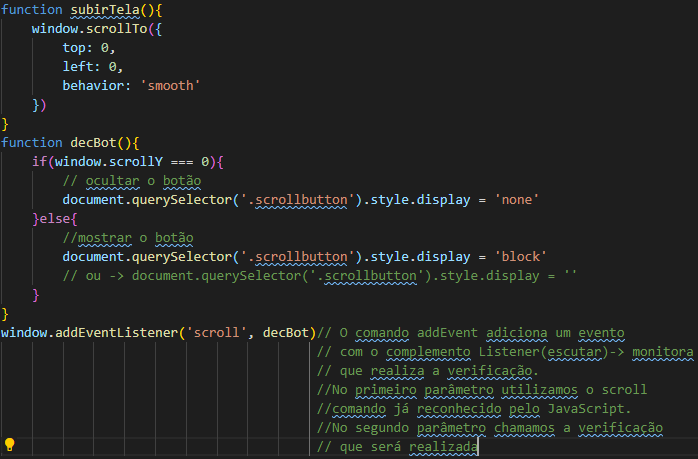 function subirTela(){
    window.scrollTo({
        top: 0,
        left: 0,
        behavior: 'smooth'
    })
}
function decBot(){
    if(window.scrollY === 0){
        // ocultar o botão
        document.querySelector('.scrollbutton').style.display = 'none'
    }else{
        //mostrar o botão
        document.querySelector('.scrollbutton').style.display = 'block'
        // ou -> document.querySelector('.scrollbutton').style.display = ''
    }
}
window.addEventListener('scroll', decBot)// O comando addEvent adiciona um evento
                                         // com o complemento Listener(escutar)-> monitora
                                         // que realiza a verificação.
                                         //No primeiro parâmetro utilizamos o scroll
                                         //comando já reconhecido pelo JavaScript.
                                         //No segundo parâmetro chamamos a verificação
                                         // que será realizada